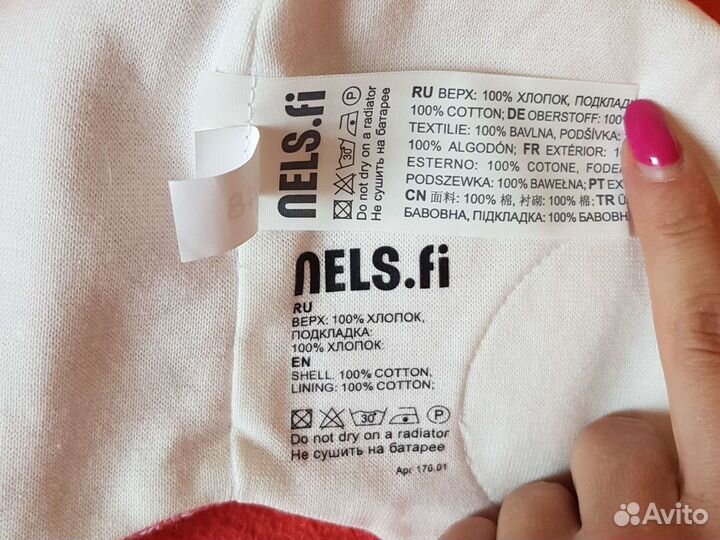 NELS.fi
Do not dry on a radiator
Не сушить на батарее
RU ВЕРХ: 100% ХЛОПОК, ПОДКЛАД
100% COTTON; DE OBERSTOFF: 100%
TEXTILIE: 100% BAVLNA, PODŠÍVKA:
100% ALGODÓN; FR EXTÉRIOR: 1
ESTERNO: 100% COTONE, FODE
PODSZEWKA: 100% BAWEŁNA; PT EX
CN 面料: 100% 棉, 衬砌: 100% 棉; TR
БАВОВНА, ПІДКЛАДКА: 100% БАВОВН
30°
P
NELS.fi
RU
ВЕРХ: 100% ХЛОПОК,
ПОДКЛАДКА:
100% ХЛОПОК;
EN
SHELL: 100% COTTON,
LINING: 100% COTTON;
30° P
Do not dry on a radiator
Не сушить на батарее
Арт 176.01
Avito